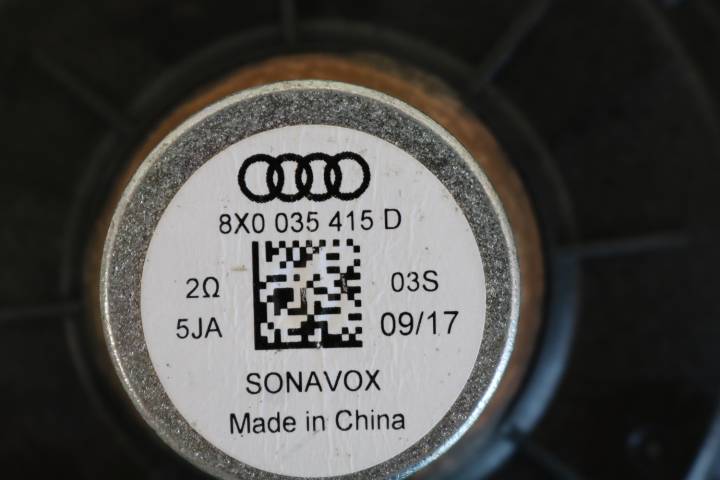 8X0 035 415 D
2Ω 03S
5JA 09/17
SONAVOX
Made in China